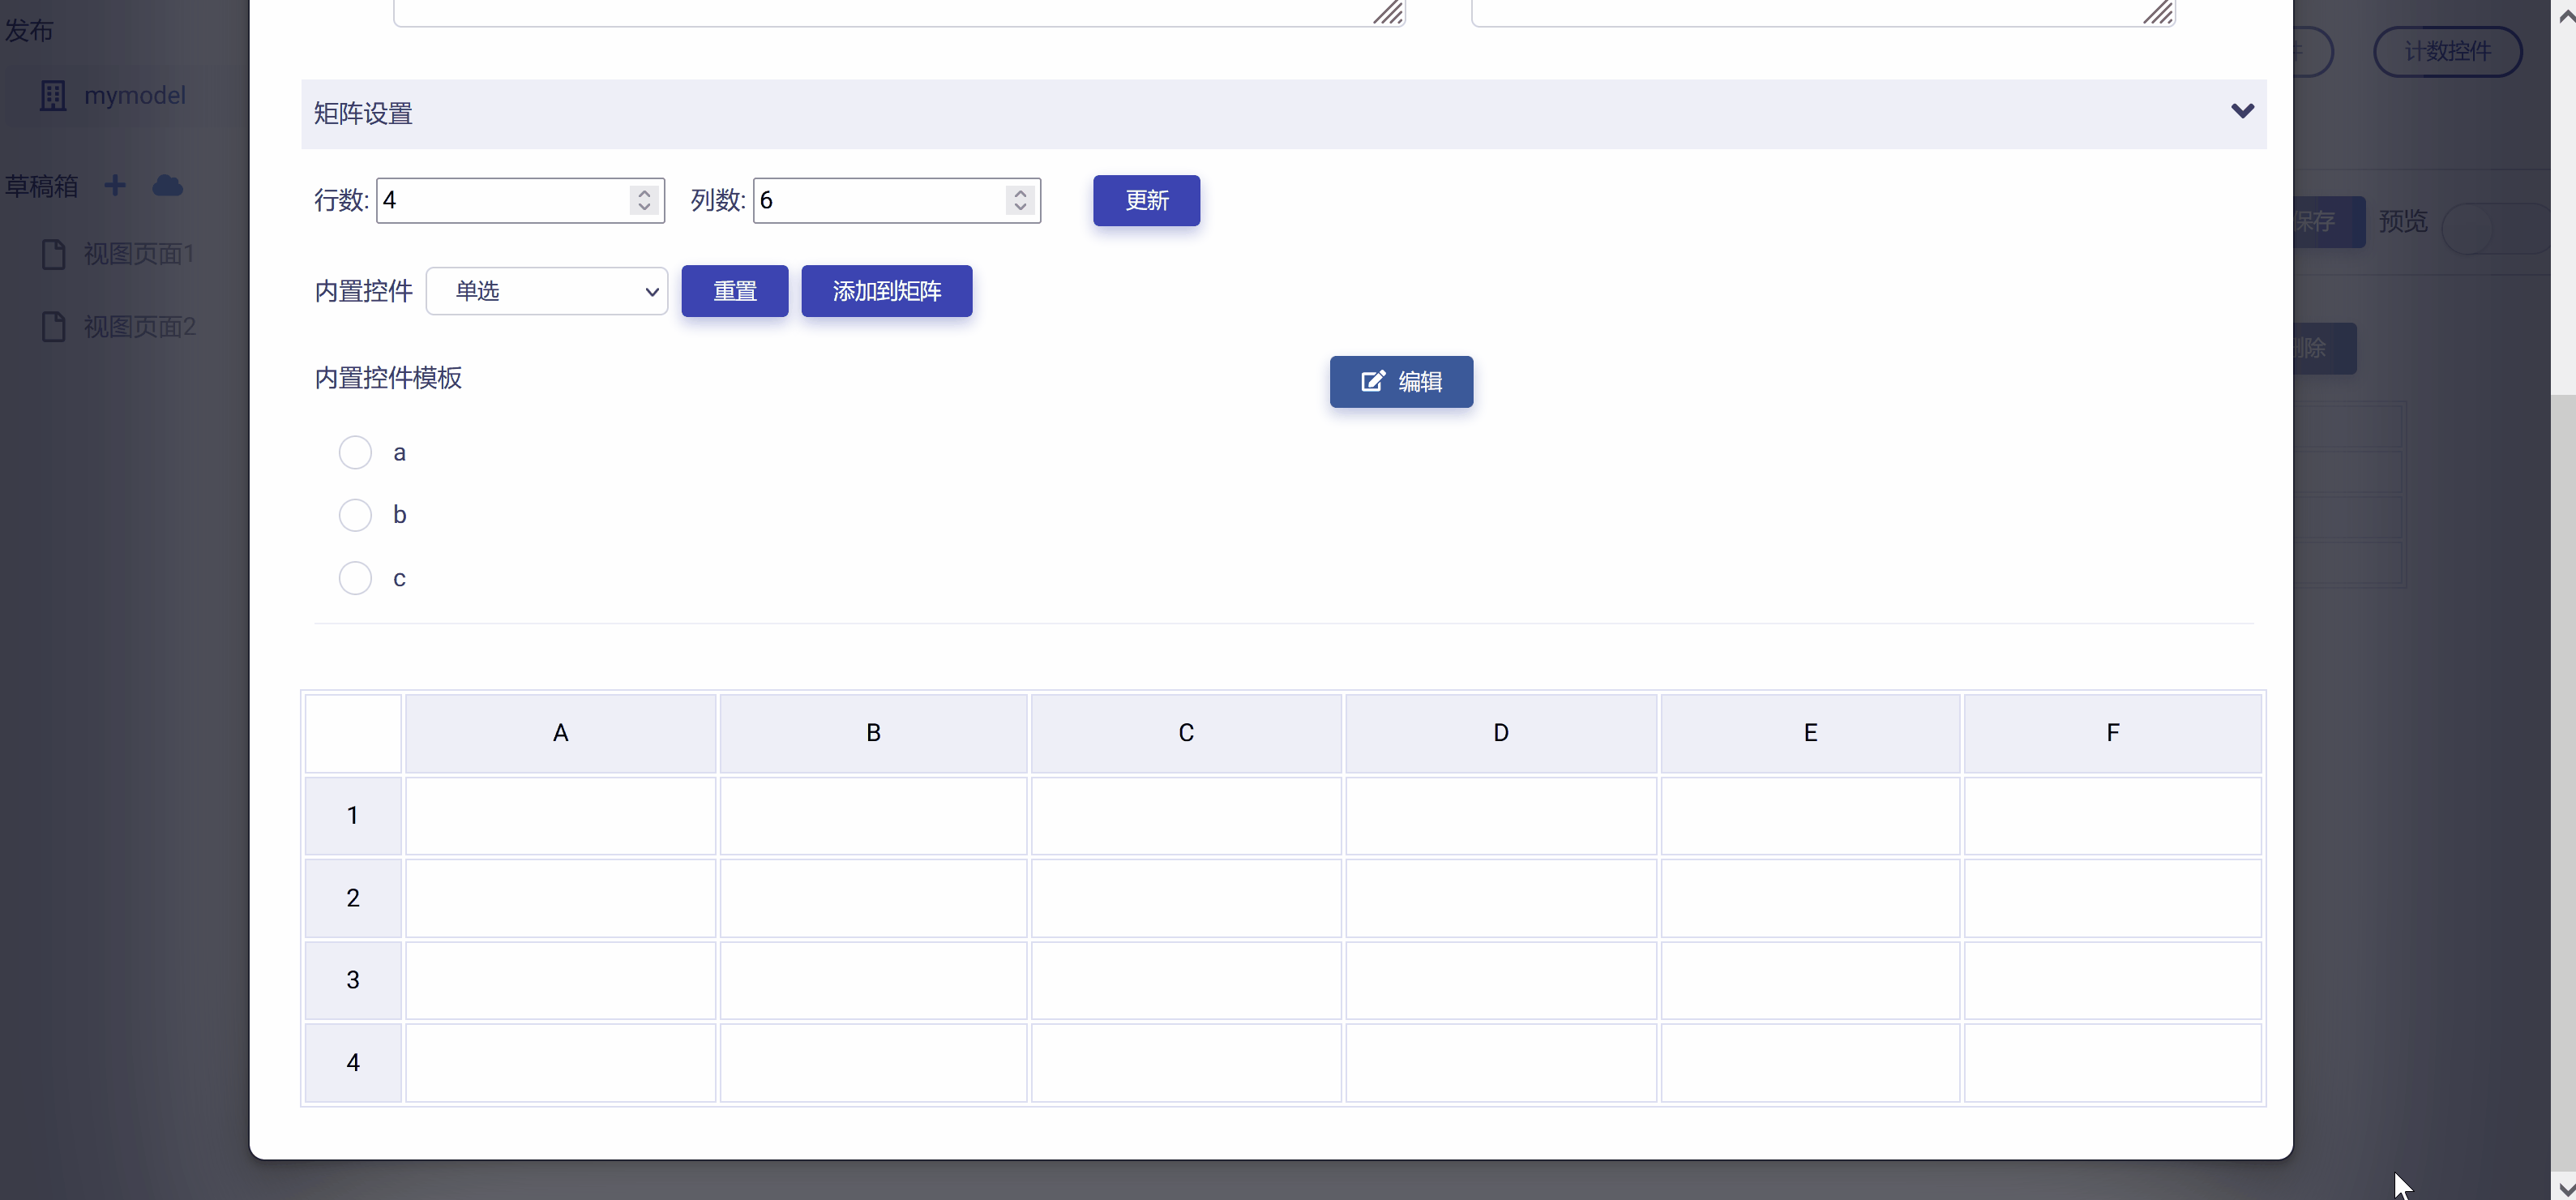 发布
mymodel
草稿箱
视图页面1
视图页面2
件
计数控件
保存
预览
删除
矩阵设置
行数: 4 列数: 6 更新
内置控件 单选 重置 添加到矩阵
内置控件模板 编辑
a
b
c
A B C D E F
1
2
3
4